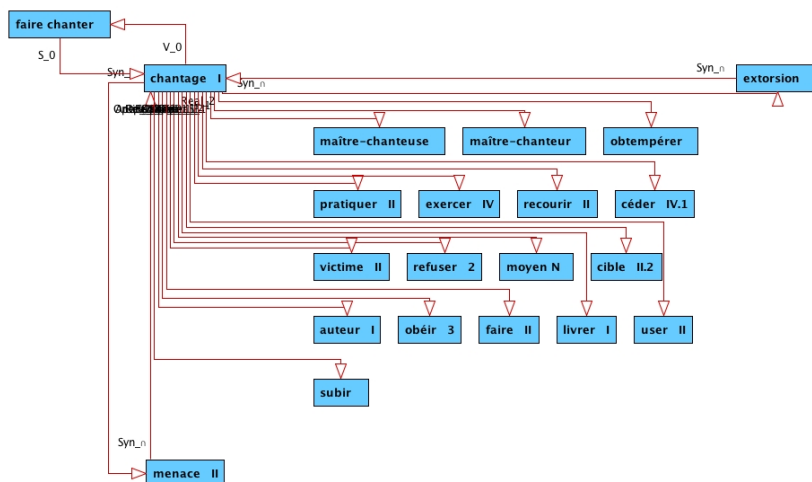 faire chanter
S_0
V_0
Syn_
chantage I
Syn_∩
Syn_∩
extorsion
maître-chanteuse
maître-chanteur
obtempérer
pratiquer II
exercer IV
recourir II
céder IV.1
victime II
refuser 2
moyen N
cible II.2
auteur I
obéir 3
faire II
livrer I
user II
subir
Syn_∩
menace II